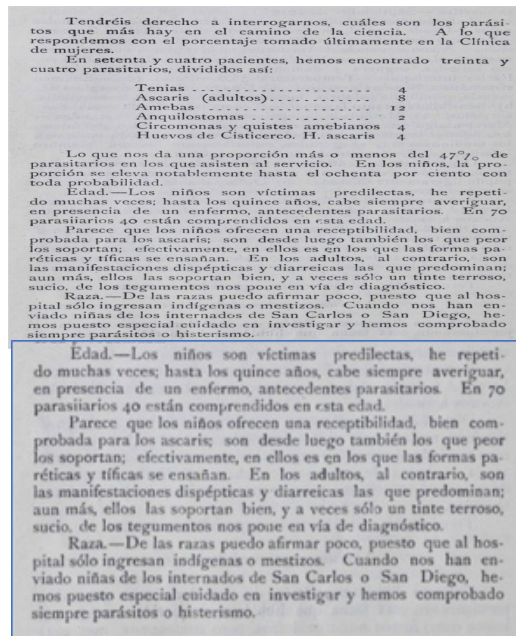 Tendréis derecho a interrogarnos, cuáles son los parási-
tos que más hay en el camino de la ciencia. A lo que
respondemos con el porcentaje tomado últimamente en la Clínica
de mujeres.
En setenta y cuatro pacientes, hemos encontrado treinta y
cuatro parasitarios, divididos así:
Tenias ........................ 4
Ascaris (adultos) ............. 8
Amebas ........................ 12
Anquilostomas ................. 2
Circomonas y quistes amebianos 4
Huevos de Cisticerco. H. ascaris 4
Lo que nos da una proporción más o menos del 47% de
parasitarios en los que asisten al servicio. En los niños, la pro-
porción se eleva notablemente hasta el ochenta por ciento con
toda probabilidad.
Edad.—Los niños son víctimas predilectas, he repeti-
do muchas veces; hasta los quince años, cabe siempre averiguar,
en presencia de un enfermo, antecedentes parasitarios. En 70
parasiiarios 40 están comprendidos en esta edad.
Parece que los niños ofrecen una receptibilidad, bien com-
probada para los ascaris; son desde luego también los que peor
los soportan; efectivamente, en ellos es en los que las formas pa-
réticas y tíficas se ensañan. En los adultos, al contrario, son
las manifestaciones dispépticas y diarreicas las que predominan;
aun más, ellos las soportan bien, y a veces sólo un tinte terroso,
sucio, de los tegumentos nos pone en vía de diagnóstico.
Raza.—De las razas puedo afirmar poco, puesto que al hos-
pital sólo ingresan indígenas o mestizos. Cuando nos han en-
viado niñas de los internados de San Carlos o San Diego, he-
mos puesto especial cuidado en investigar y hemos comprobado
siempre parásitos o histerismo.
Edad.—Los niños son víctimas predilectas, he repeti-
do muchas veces; hasta los quince años, cabe siempre averiguar,
en presencia de un enfermo, antecedentes parasitarios. En 70
parasiiarios 40 están comprendidos en esta edad.
Parece que los niños ofrecen una receptibilidad, bien com-
probada para los ascaris; son desde luego también los que peor
los soportan; efectivamente, en ellos es en los que las formas pa-
réticas y tíficas se ensañan. En los adultos, al contrario, son
las manifestaciones dispépticas y diarreicas las que predominan;
aun más, ellos las soportan bien, y a veces sólo un tinte terroso,
sucio, de los tegumentos nos pone en vía de diagnóstico.
Raza.—De las razas puedo afirmar poco, puesto que al hos-
pital sólo ingresan indígenas o mestizos. Cuando nos han en-
viado niñas de los internados de San Carlos o San Diego, he-
mos puesto especial cuidado en investigar y hemos comprobado
siempre parásitos o histerismo.